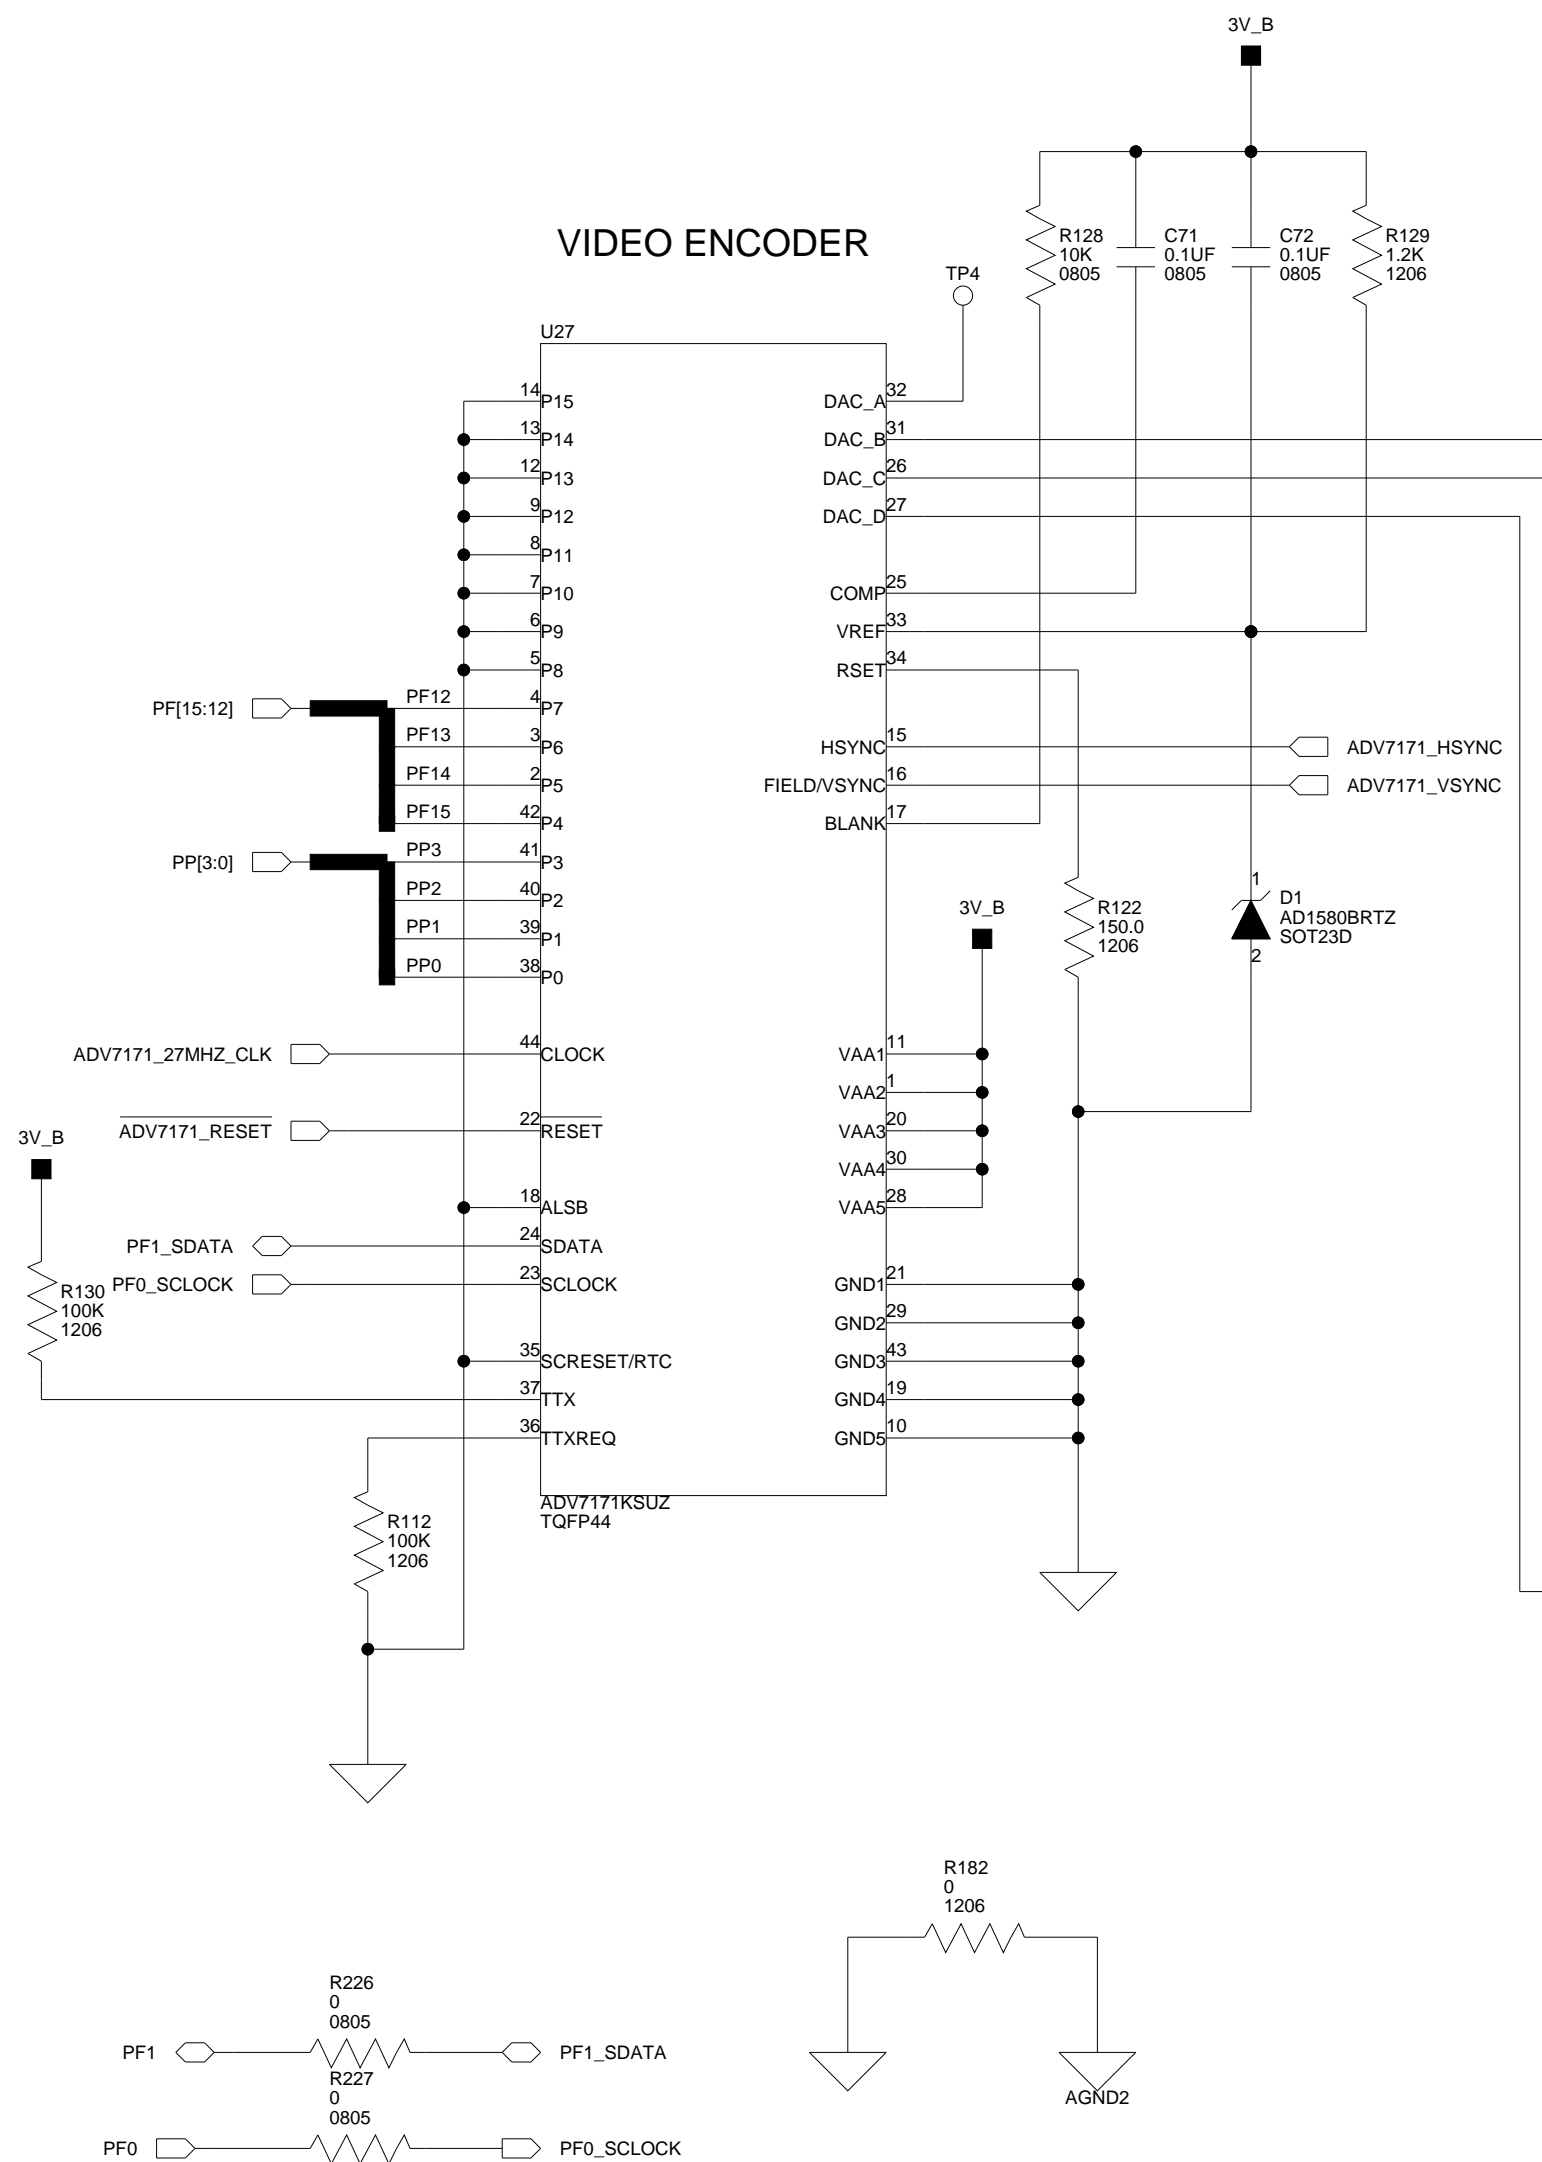 3V_B
VIDEO ENCODER
R128
10K
0805
C71
0.1UF
0805
C72
0.1UF
0805
R129
1.2K
1206
TP4
U27
14 P15
13 P14
12 P13
9 P12
8 P11
7 P10
6 P9
5 P8
PF[15:12]
PF12 4 P7
PF13 3 P6
PF14 2 P5
PF15 42 P4
PP[3:0]
PP3 41 P3
PP2 40 P2
PP1 39 P1
PP0 38 P0
ADV7171_27MHZ_CLK 44 CLOCK
ADV7171_RESET 22 RESET
3V_B
18 ALSB
PF1_SDATA 24 SDATA
PF0_SCLOCK 23 SCLOCK
R130
100K
1206
35 SCRESET/RTC
37 TTX
36 TTXREQ
R112
100K
1206
DAC_A 32
DAC_B 31
DAC_C 26
DAC_D 27
COMP 25
VREF 33
RSET 34
HSYNC 15 ADV7171_HSYNC
FIELD/VSYNC 16 ADV7171_VSYNC
BLANK 17
3V_B
R122
150.0
1206
1
D1
AD1580BRTZ
SOT23D
2
VAA1 11
VAA2 1
VAA3 20
VAA4 30
VAA5 28
GND1 21
GND2 29
GND3 43
GND4 19
GND5 10
ADV7171KSUZ
TQFP44
R182
0
1206
AGND2
R226
0
0805
PF1 PF1_SDATA
R227
0
0805
PF0 PF0_SCLOCK